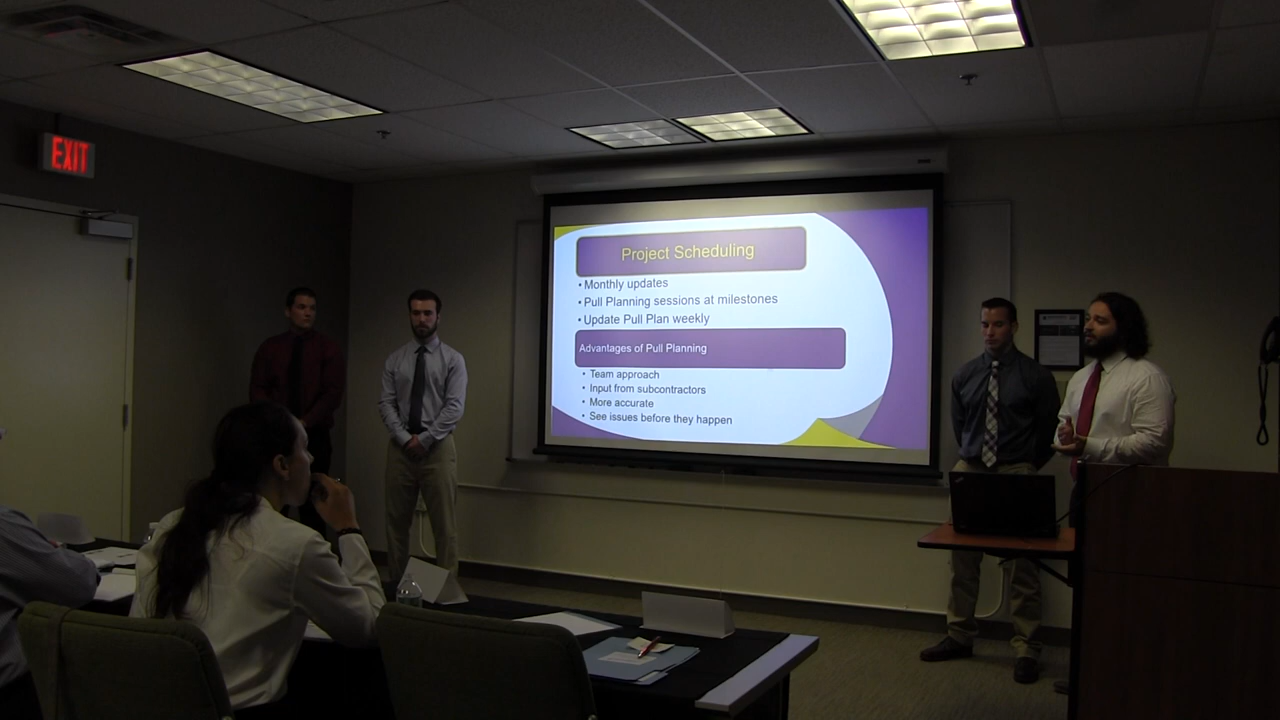 EXIT
Project Scheduling
• Monthly updates
• Pull Planning sessions at milestones
• Update Pull Plan weekly
Advantages of Pull Planning
• Team approach
• Input from subcontractors
• More accurate
• See issues before they happen